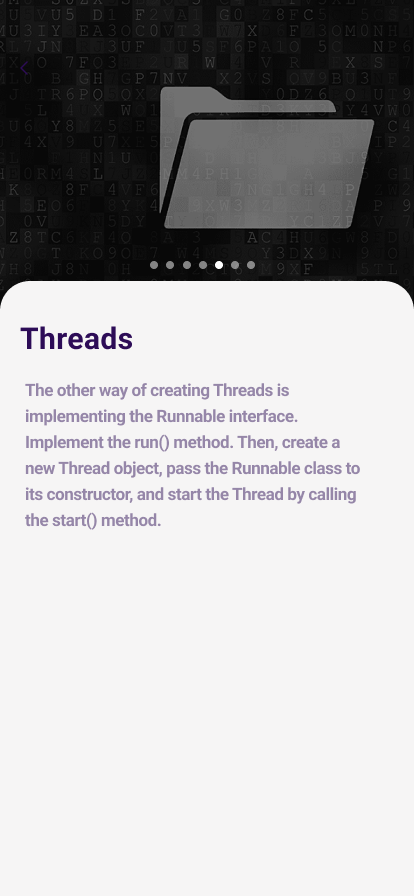 Threads
The other way of creating Threads is
implementing the Runnable interface.
Implement the run() method. Then, create a
new Thread object, pass the Runnable class to
its constructor, and start the Thread by calling
the start() method.